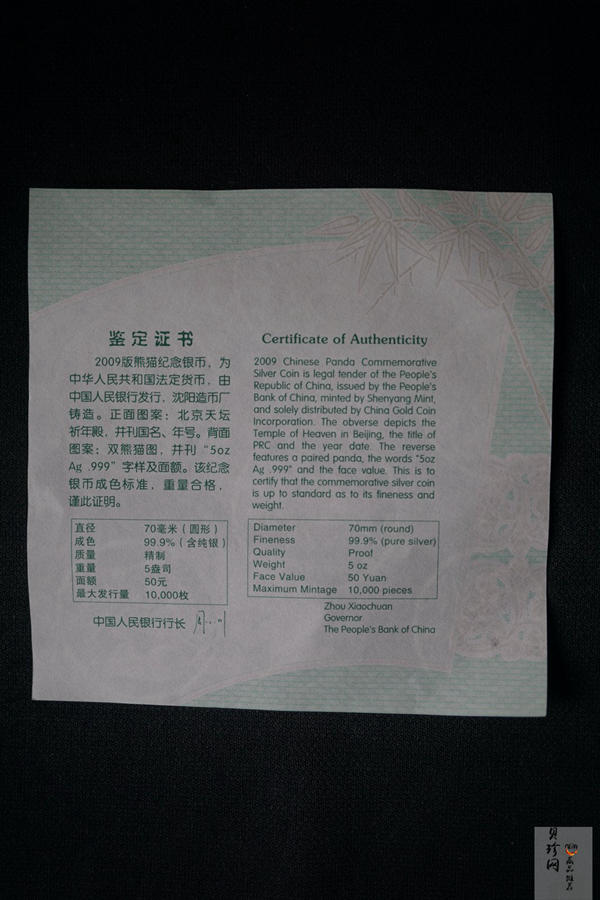 鉴定证书
2009版熊猫纪念银币，为
中华人民共和国法定货币，由
中国人民银行发行，沈阳造币厂
铸造。正面图案：北京天坛
祈年殿，并刊国名、年号。背面
图案：双熊猫图，并刊“5oz
Ag .999”字样及面额。该纪念
银币成色标准，重量合格，
谨此证明。
直径 70毫米（圆形）
成色 99.9%（含纯银）
质量 精制
重量 5盎司
面额 50元
最大发行量 10,000枚
中国人民银行行长
Certificate of Authenticity
2009 Chinese Panda Commemorative
Silver Coin is legal tender of the People's
Republic of China, issued by the People's
Bank of China, minted by Shenyang Mint,
and solely distributed by China Gold Coin
Incorporation. The obverse depicts the
Temple of Heaven in Beijing, the title of
PRC and the year date. The reverse
features a paired panda, the words "5oz
Ag .999" and the face value. This is to
certify that the commemorative silver coin
is up to standard as to its fineness and
weight.
Diameter 70mm (round)
Fineness 99.9% (pure silver)
Quality Proof
Weight 5 oz
Face Value 50 Yuan
Maximum Mintage 10,000 pieces
Zhou Xiaochuan
Governor
The People's Bank of China
贝珍网